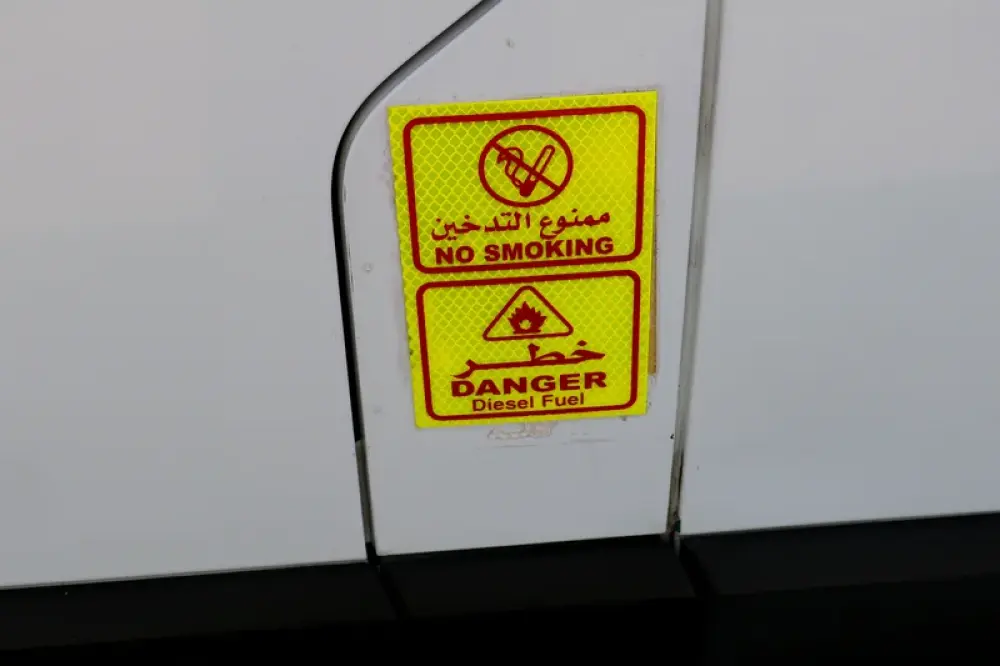 ممنوع التدخين
NO SMOKING
خطر
DANGER
Diesel Fuel